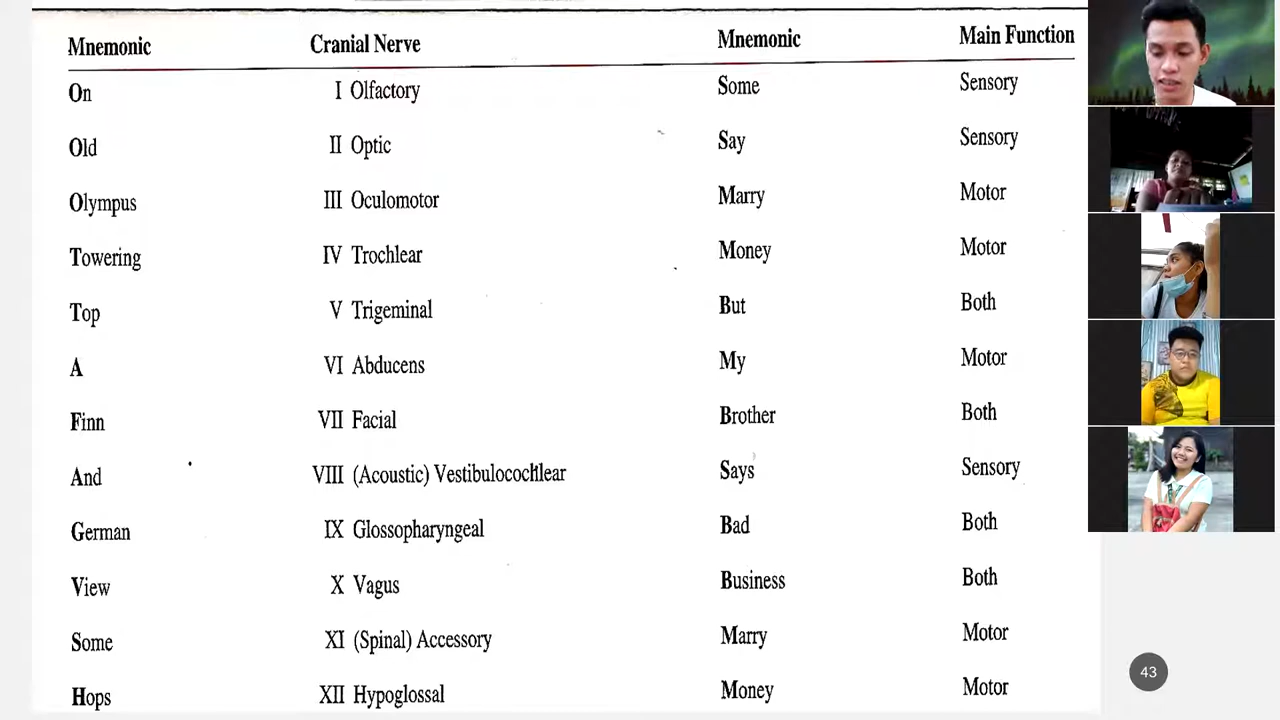 Mnemonic Cranial Nerve Mnemonic Main Function
On I Olfactory Some Sensory
Old II Optic Say Sensory
Olympus III Oculomotor Marry Motor
Towering IV Trochlear Money Motor
Top V Trigeminal But Both
A VI Abducens My Motor
Finn VII Facial Brother Both
And VIII (Acoustic) Vestibulocochlear Says Sensory
German IX Glossopharyngeal Bad Both
View X Vagus Business Both
Some XI (Spinal) Accessory Marry Motor
Hops XII Hypoglossal Money Motor
43